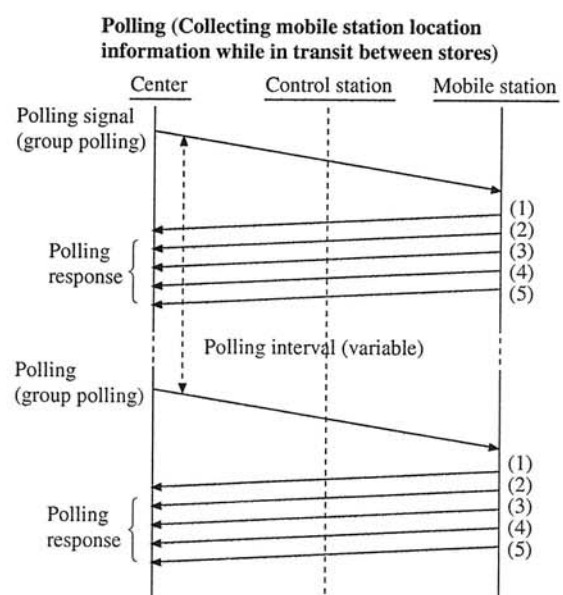 Polling (Collecting mobile station location
information while in transit between stores)
Center Control station Mobile station
Polling signal
(group polling)
(1)
(2)
(3)
(4)
(5)
Polling
response
Polling interval (variable)
Polling
(group polling)
(1)
(2)
(3)
(4)
(5)
Polling
response